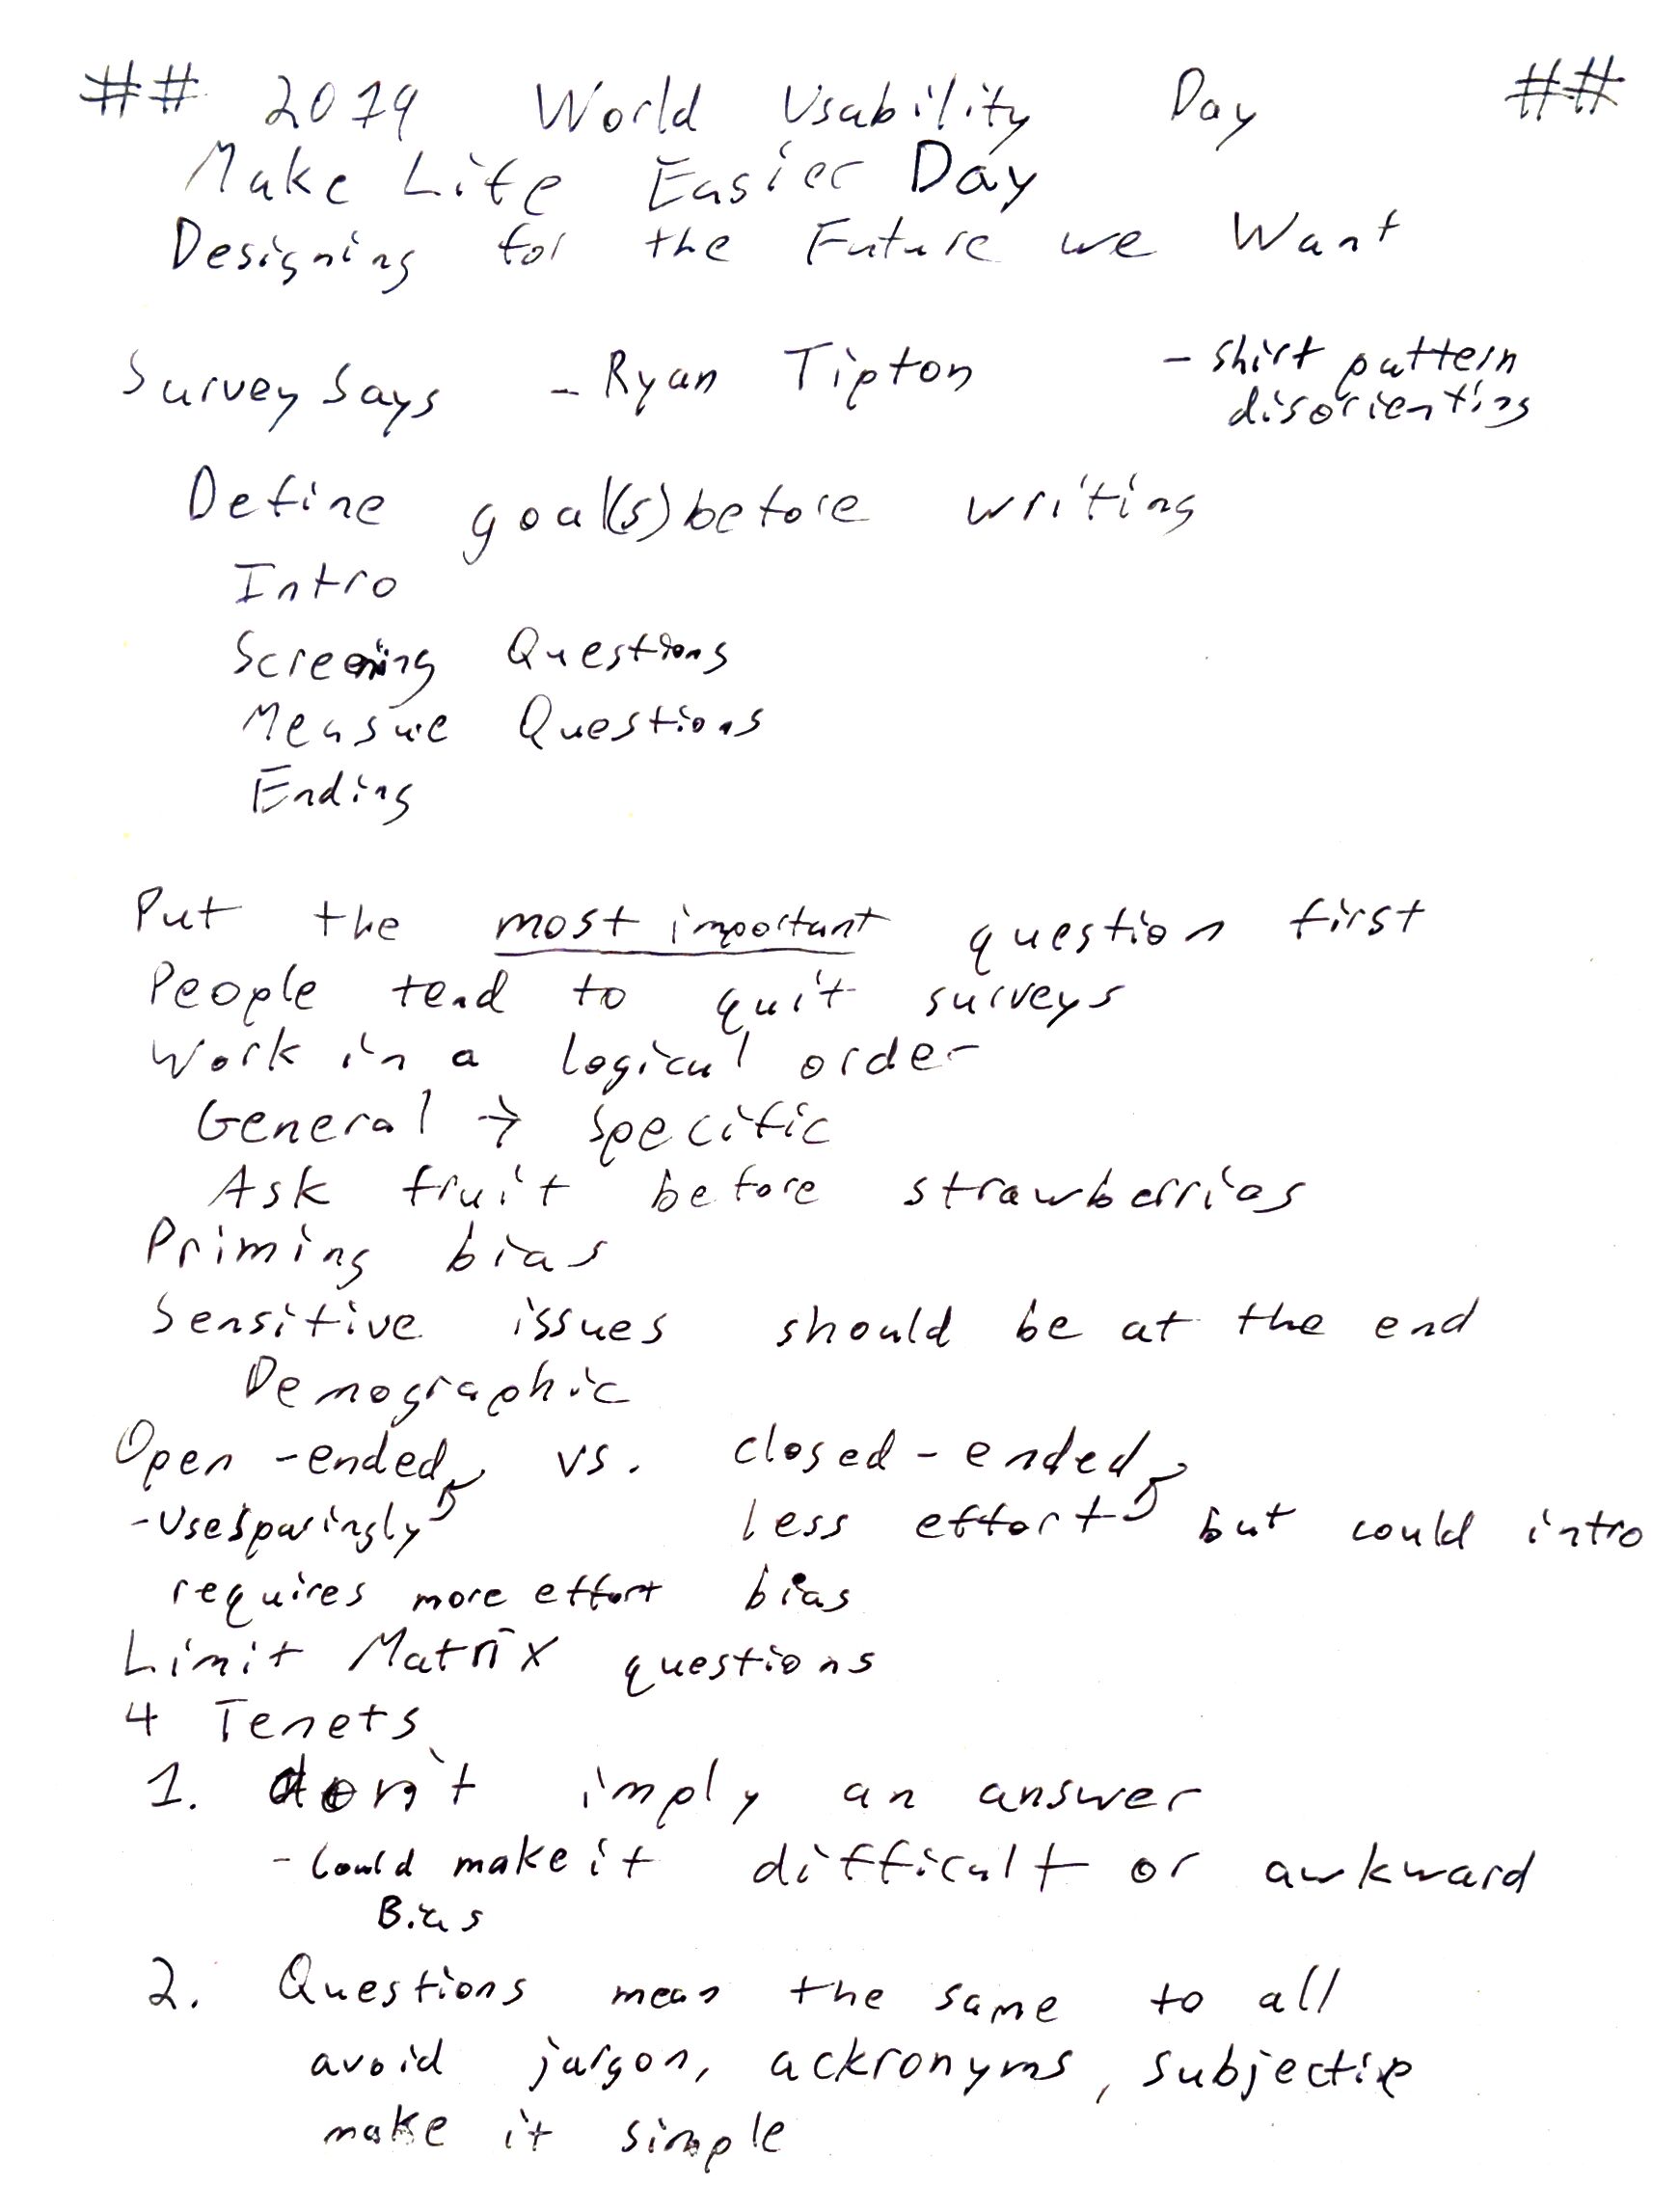 ## 2019 World Usability Day ##
Make Life Easier Day
Designing for the Future we Want
Survey Says - Ryan Tipton - shirt pattern
disorienting
Define goal(s) before writing
Intro
Screening Questions
Measure Questions
Ending
Put the most important question first
People tend to quit surveys
Work in a logical order
General → Specific
Ask fruit before strawberries
Priming bias
Sensitive issues should be at the end
Demographic
Open-ended vs. closed-ended
- Use sparingly less effort but could intro
requires more effort bias
Limit Matrix questions
4 Tenets
1. don't imply an answer
- Could make it difficult or awkward
Bias
2. Questions mean the same to all
avoid jargon, ackronyms, subjective
make it simple